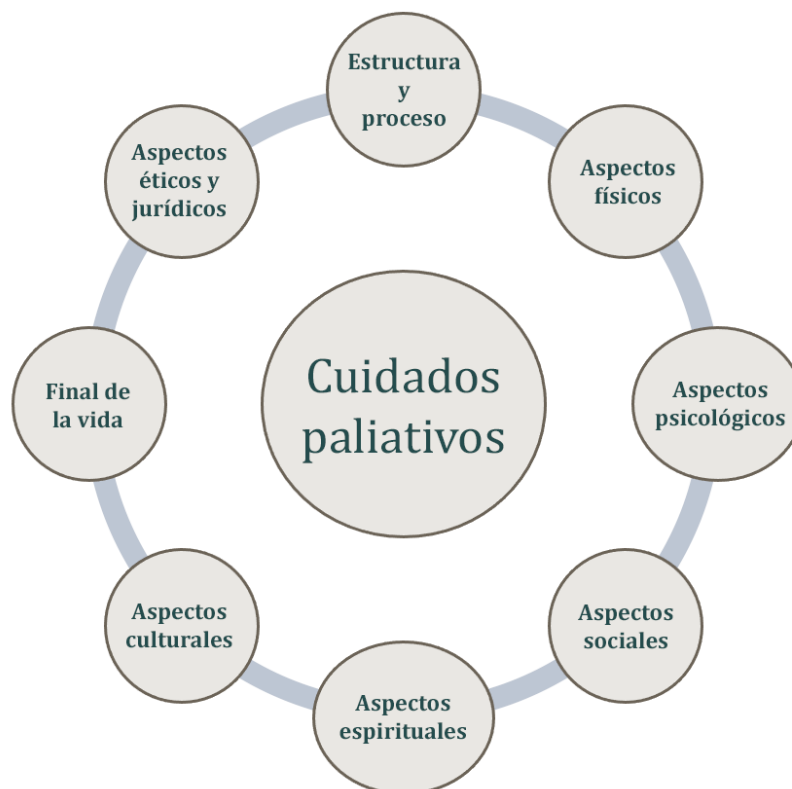 Estructura
y
proceso
Aspectos
físicos
Aspectos
psicológicos
Aspectos
sociales
Aspectos
espirituales
Aspectos
culturales
Final de
la vida
Aspectos
éticos y
jurídicos
Cuidados
paliativos